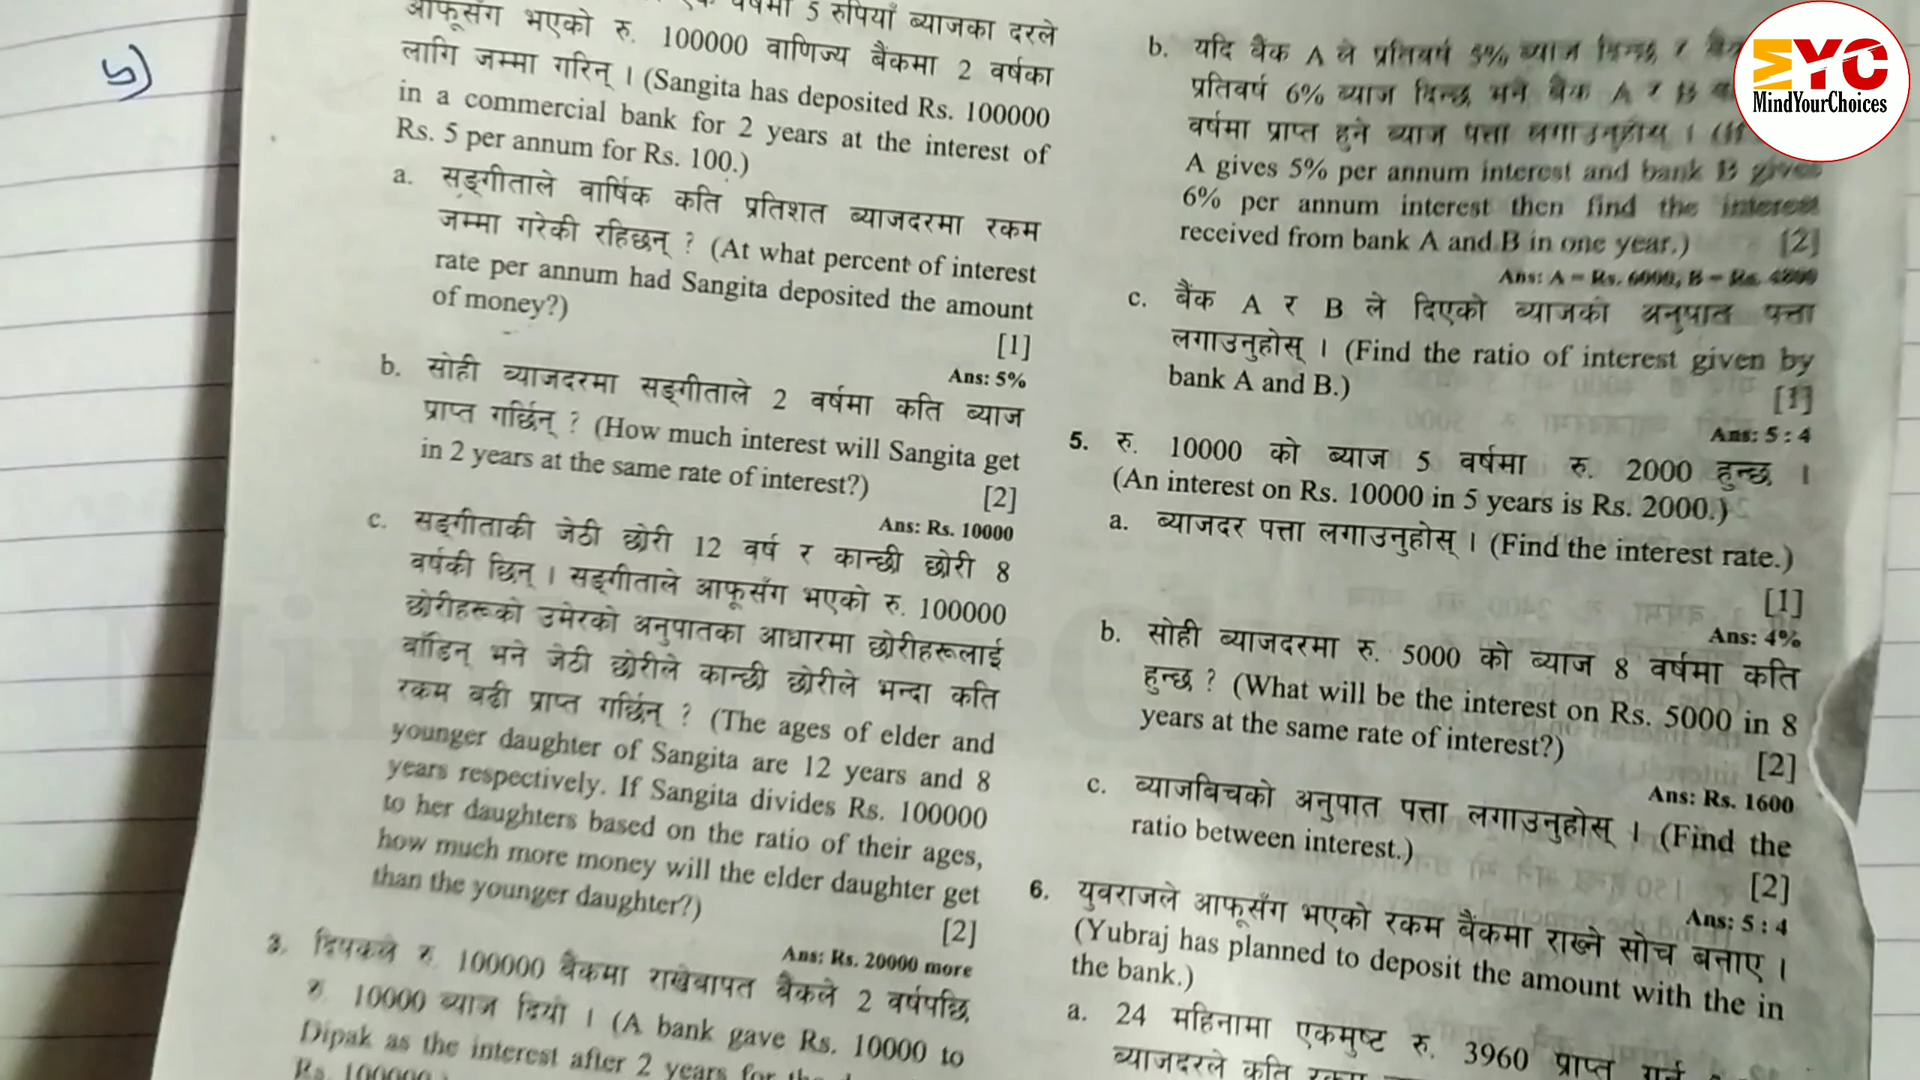 ५)
5 रुपियाँ ब्याजका दरले
आफूसँग भएको रु. 100000 वाणिज्य बैंकमा 2 वर्षका
लागि जम्मा गरिन् । (Sangita has deposited Rs. 100000
in a commercial bank for 2 years at the interest of
Rs. 5 per annum for Rs. 100.)
a. सङ्गीताले वार्षिक कति प्रतिशत ब्याजदरमा रकम
जम्मा गरेकी रहिछन् ? (At what percent of interest
rate per annum had Sangita deposited the amount
of money?)
[1]
Ans: 5%
b. सोही ब्याजदरमा सङ्गीताले 2 वर्षमा कति ब्याज
प्राप्त गर्छिन् ? (How much interest will Sangita get
in 2 years at the same rate of interest?)
[2]
Ans: Rs. 10000
c. सङ्गीताकी जेठी छोरी 12 वर्ष र कान्छी छोरी 8
वर्षकी छिन् । सङ्गीताले आफूसँग भएको रु. 100000
छोरीहरूको उमेरको अनुपातका आधारमा छोरीहरूलाई
बाँडिन् भने जेठी छोरीले कान्छी छोरीले भन्दा कति
रकम बढी प्राप्त गर्छिन् ? (The ages of elder and
younger daughter of Sangita are 12 years and 8
years respectively. If Sangita divides Rs. 100000
to her daughters based on the ratio of their ages,
how much more money will the elder daughter get
than the younger daughter?)
[2]
Ans: Rs. 20000 more
3. दिपकले रु. 100000 बैंकमा राखेबापत बैंकले 2 वर्षपछि
रु. 10000 ब्याज दियो । (A bank gave Rs. 10000 to
Dipak as the interest after 2 years for the
Rs. 100000
b. यदि बैंक A ले प्रतिवर्ष 5% ब्याज दिन्छ र
प्रतिवर्ष 6% ब्याज दिन्छ भने बैंक A र B
वर्षमा प्राप्त हुने ब्याज पत्ता लगाउनुहोस् ।
A gives 5% per annum interest and bank B gives
6% per annum interest then find the interest
received from bank A and B in one year.) [2]
Ans: A = Rs. 6000, B = Rs. 4800
c. बैंक A र B ले दिएको ब्याजको अनुपात पत्ता
लगाउनुहोस् । (Find the ratio of interest given by
bank A and B.)
[1]
Ans: 5 : 4
5. रु. 10000 को ब्याज 5 वर्षमा रु. 2000 हुन्छ ।
(An interest on Rs. 10000 in 5 years is Rs. 2000.)
a. ब्याजदर पत्ता लगाउनुहोस् । (Find the interest rate.)
[1]
Ans: 4%
b. सोही ब्याजदरमा रु. 5000 को ब्याज 8 वर्षमा कति
हुन्छ ? (What will be the interest on Rs. 5000 in 8
years at the same rate of interest?)
[2]
Ans: Rs. 1600
c. ब्याजबिचको अनुपात पत्ता लगाउनुहोस् । (Find the
ratio between interest.)
[2]
Ans: 5 : 4
6. युवराजले आफूसँग भएको रकम बैंकमा राख्ने सोच बनाए ।
(Yubraj has planned to deposit the amount with the in
the bank.)
a. 24 महिनामा एकमुष्ट रु. 3960 प्राप्त गर्न
ब्याजदरले कति रकम
MYC
MindYourChoices